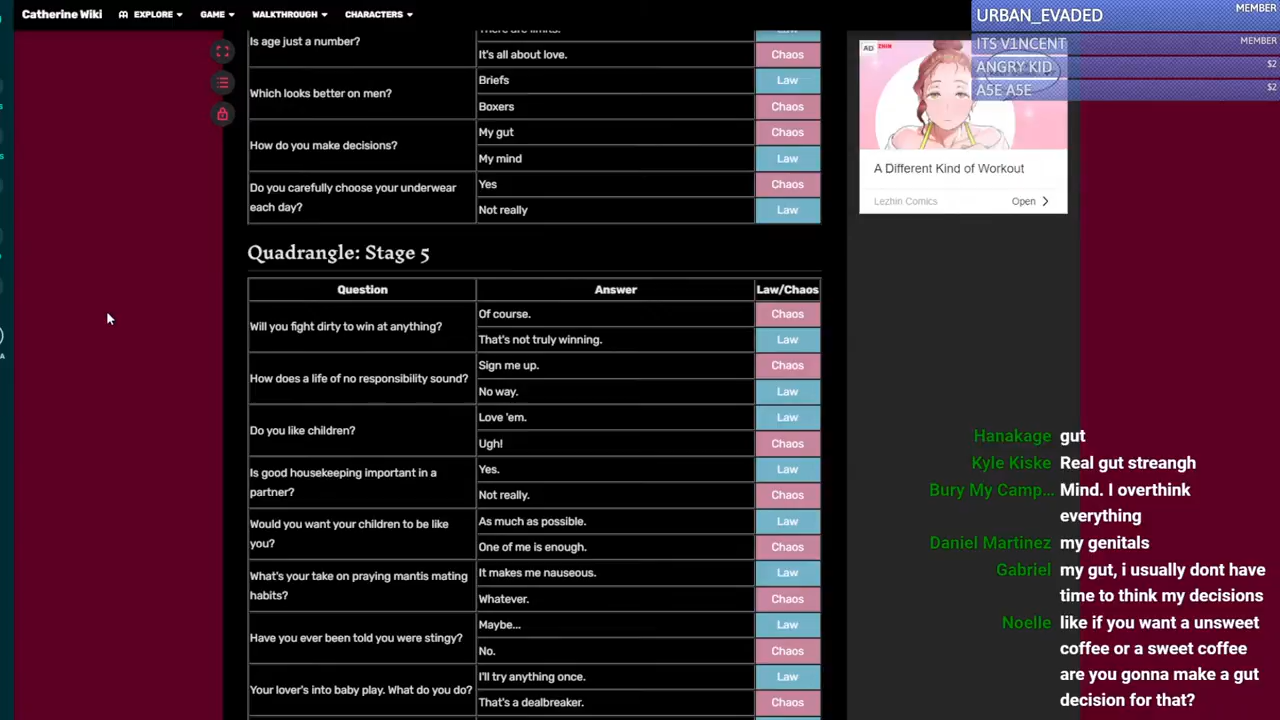 Catherine Wiki
EXPLORE
GAME
WALKTHROUGH
CHARACTERS
URBAN_EVADED
MEMBER
ITS V1NCENT
MEMBER
ANGRY KID
$2
A5E A5E
$2
Is age just a number?
There are limits.
Law
It's all about love.
Chaos
Which looks better on men?
Briefs
Law
Boxers
Chaos
How do you make decisions?
My gut
Chaos
My mind
Law
Do you carefully choose your underwear
each day?
Yes
Chaos
Not really
Law
AD
A Different Kind of Workout
Lezhin Comics
Open
Quadrangle: Stage 5
Question
Answer
Law/Chaos
Will you fight dirty to win at anything?
Of course.
Chaos
That's not truly winning.
Law
How does a life of no responsibility sound?
Sign me up.
Chaos
No way.
Law
Do you like children?
Love 'em.
Law
Ugh!
Chaos
Is good housekeeping important in a
partner?
Yes.
Law
Not really.
Chaos
Would you want your children to be like
you?
As much as possible.
Law
One of me is enough.
Chaos
What's your take on praying mantis mating
habits?
It makes me nauseous.
Law
Whatever.
Chaos
Have you ever been told you were stingy?
Maybe...
Law
No.
Chaos
Your lover's into baby play. What do you do?
I'll try anything once.
Law
That's a dealbreaker.
Chaos
Hanakage gut
Kyle Kiske Real gut streangh
Bury My Camp... Mind. I overthink
everything
Daniel Martinez my genitals
Gabriel my gut, i usually dont have
time to think my decisions
Noelle like if you want a unsweet
coffee or a sweet coffee
are you gonna make a gut
decision for that?